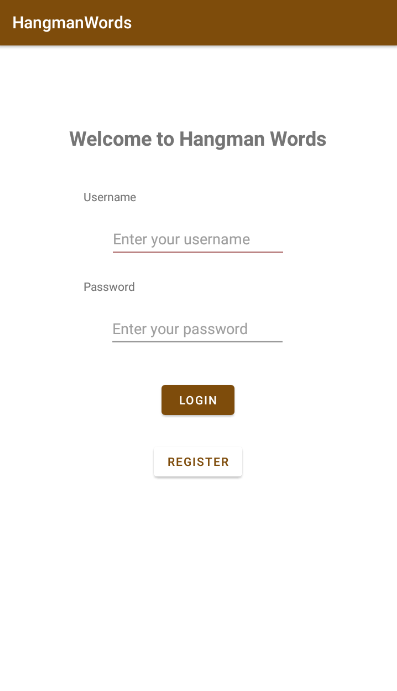 HangmanWords
Welcome to Hangman Words
Username
Enter your username
Password
Enter your password
LOGIN
REGISTER